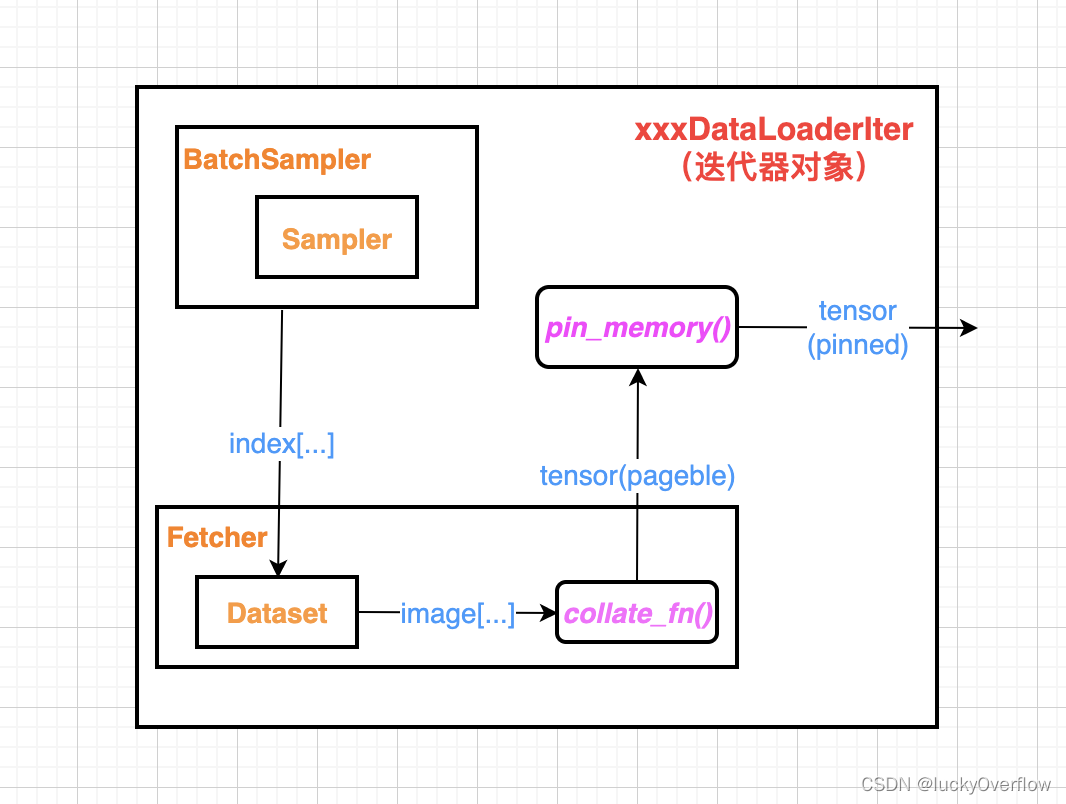 xxxDataLoaderIter
（迭代器对象）
BatchSampler
Sampler
pin_memory()
tensor
(pinned)
index[...]
tensor(pageble)
Fetcher
Dataset
image[...]
collate_fn()
CSDN @luckyOverflow